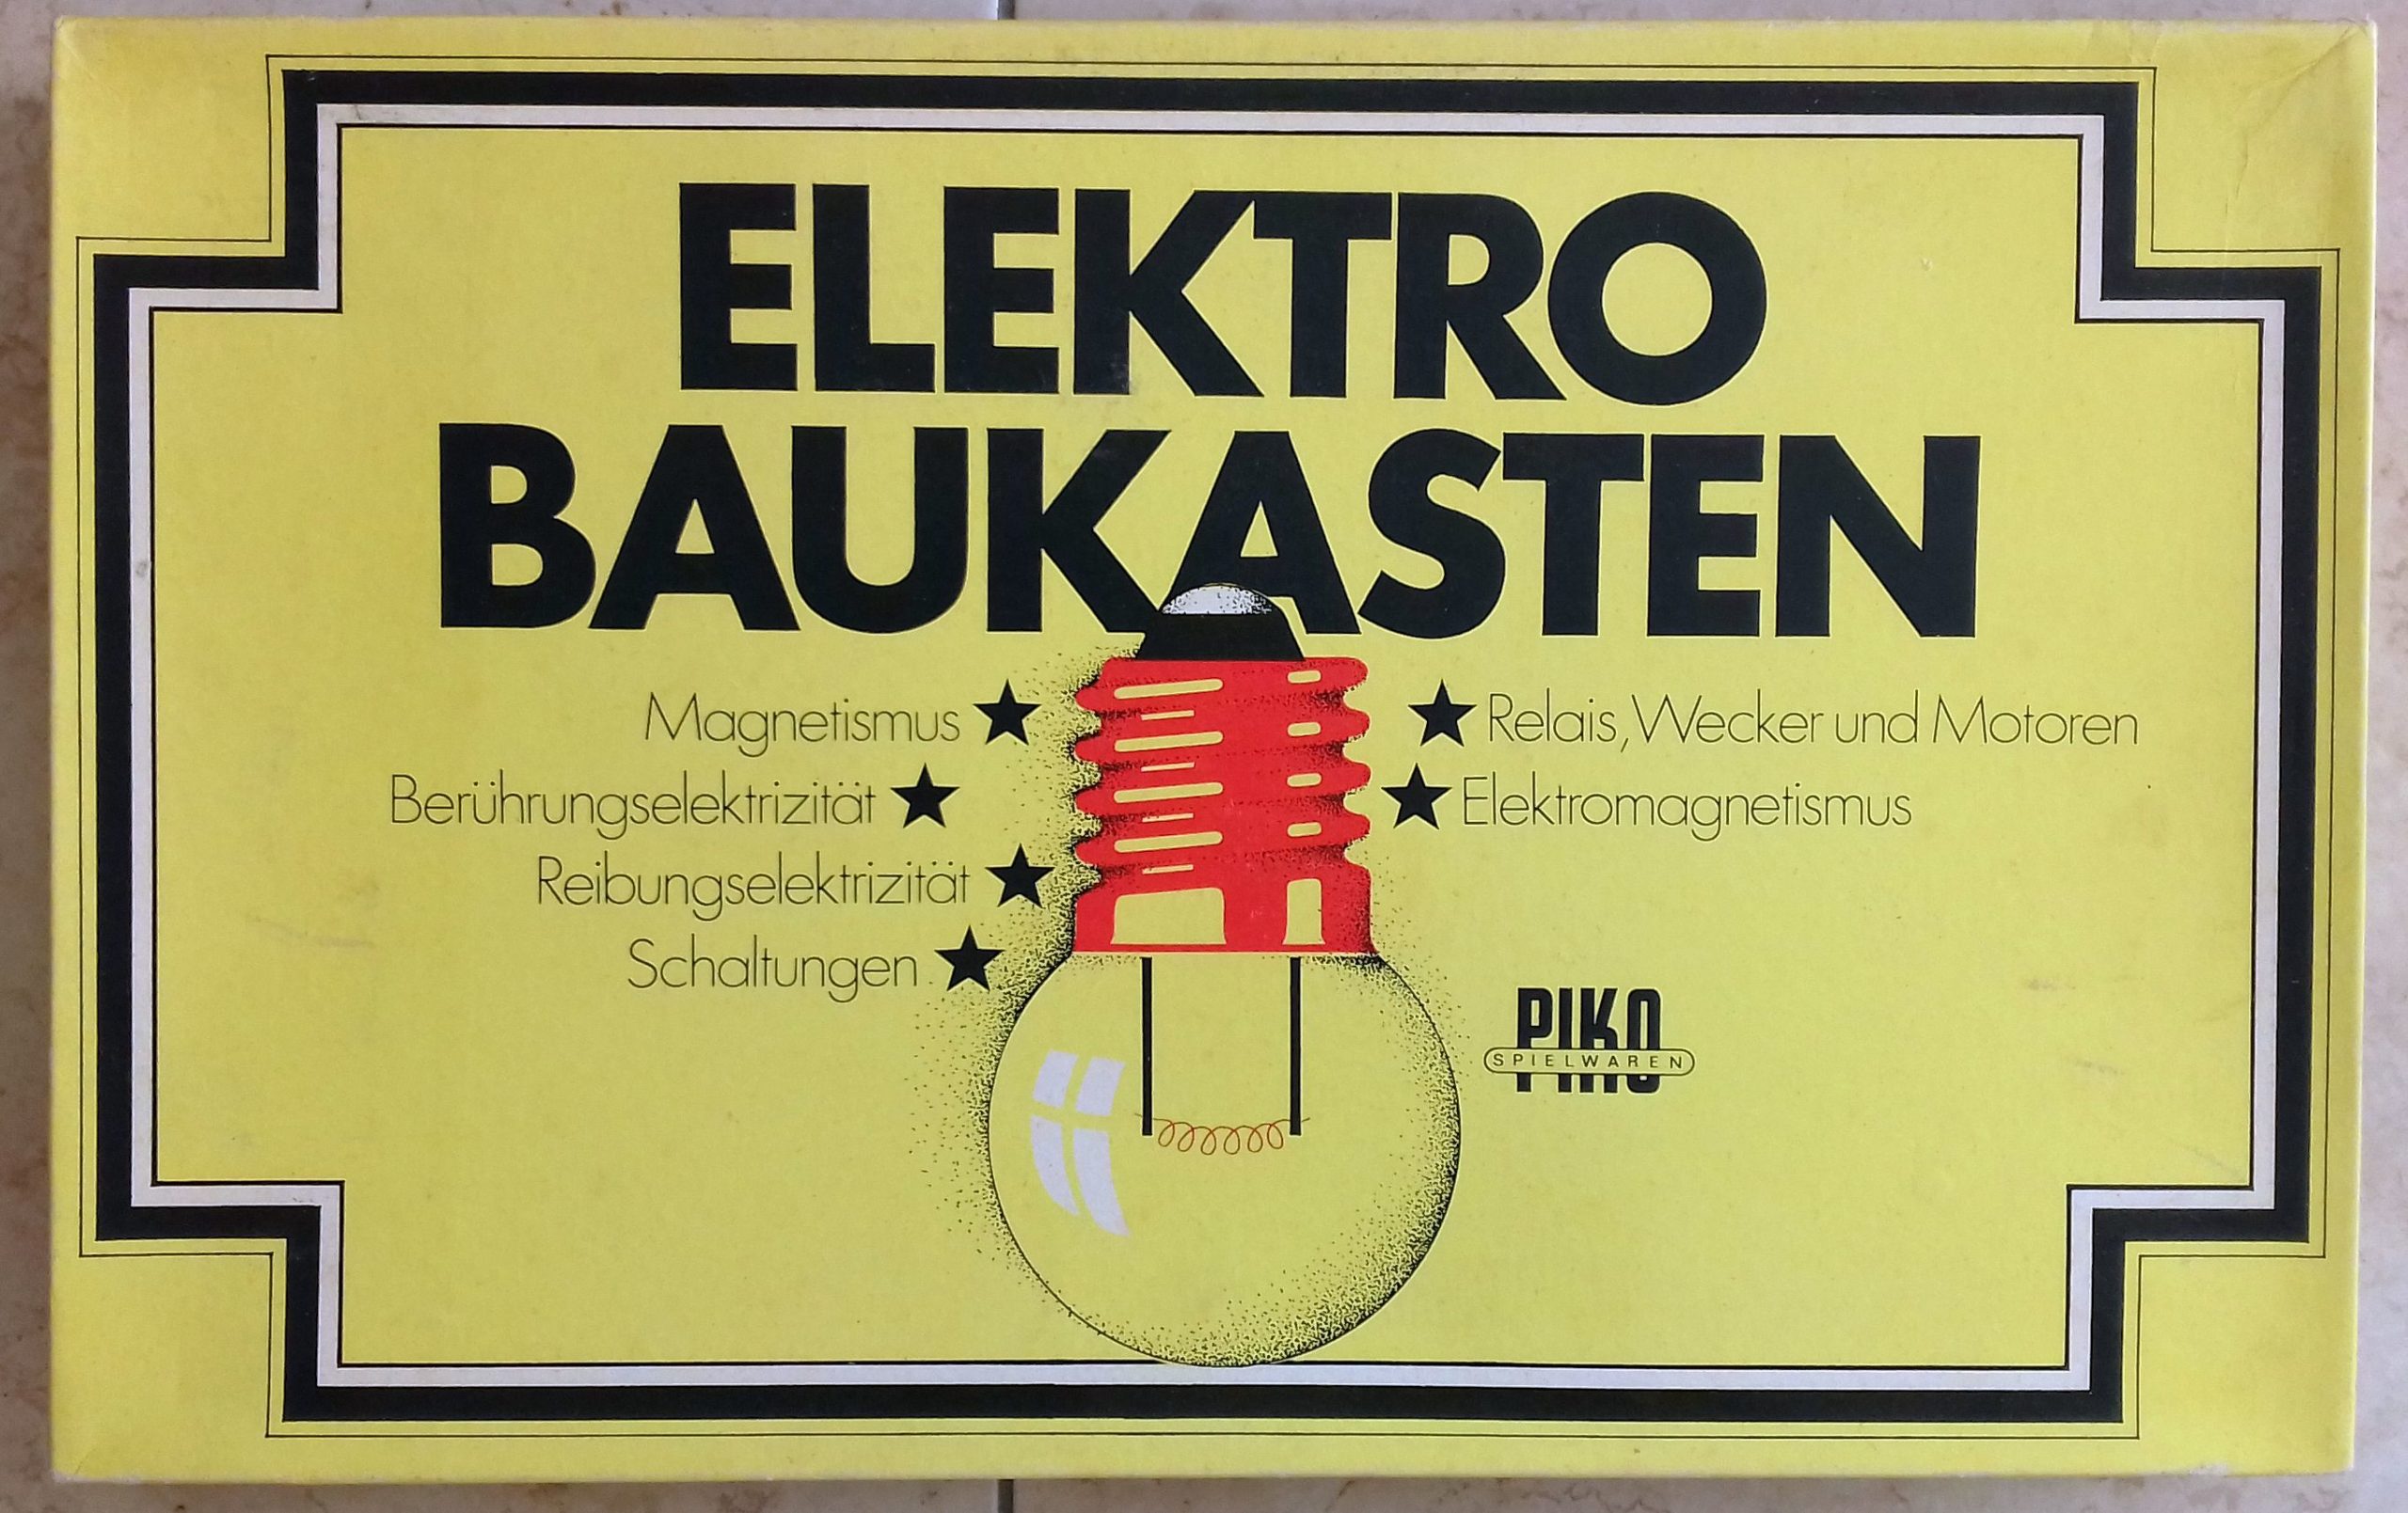 ELEKTRO
BAUKASTEN
Magnetismus
Berührungselektrizität
Reibungselektrizität
Schaltungen
Relais, Wecker und Motoren
Elektromagnetismus
PIKO
SPIELWAREN